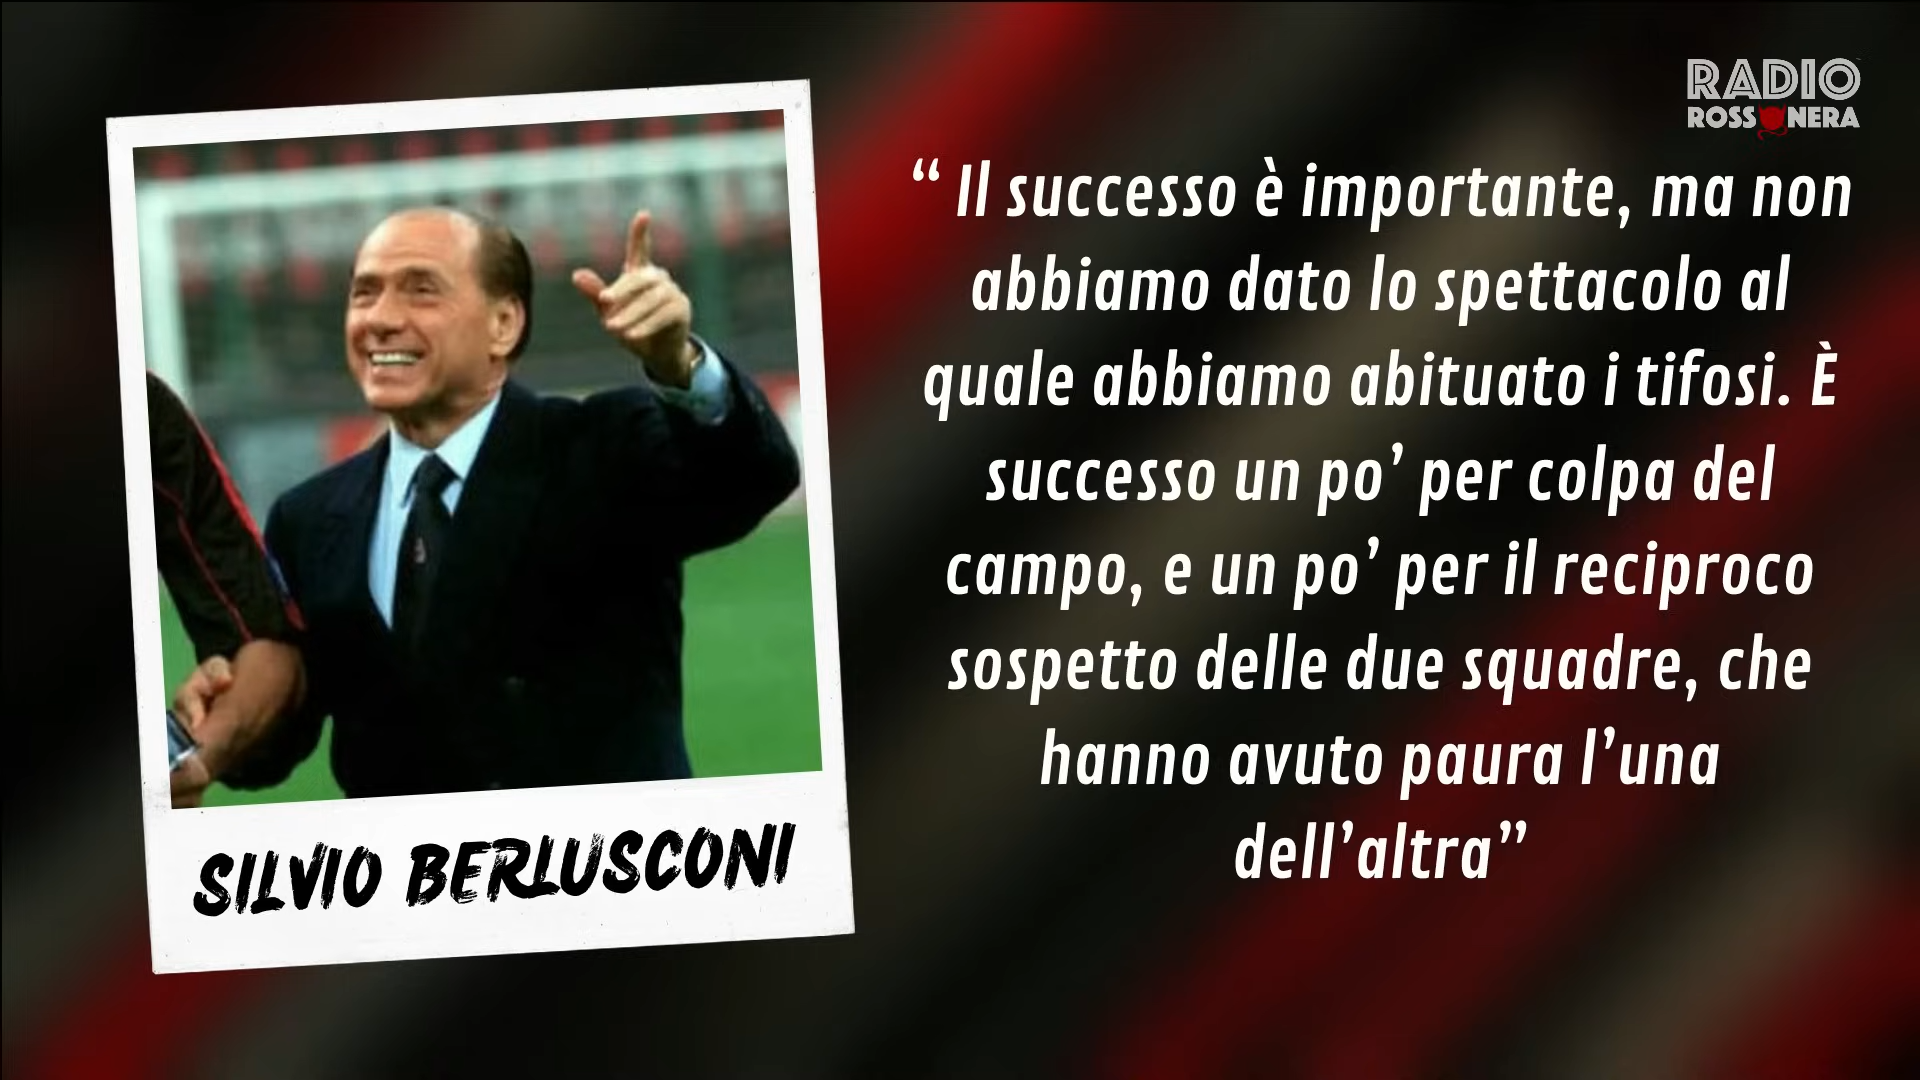 RADIO
ROSSONERA
“ Il successo è importante, ma non
abbiamo dato lo spettacolo al
quale abbiamo abituato i tifosi. È
successo un po’ per colpa del
campo, e un po’ per il reciproco
sospetto delle due squadre, che
hanno avuto paura l’una
dell’altra”
SILVIO BERLUSCONI